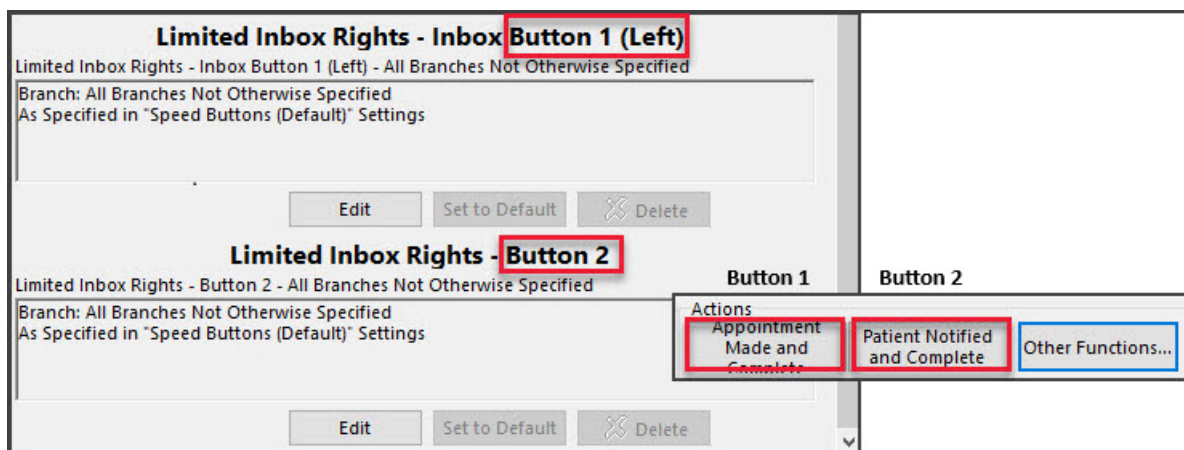 Limited Inbox Rights - Inbox Button 1 (Left)
Limited Inbox Rights - Inbox Button 1 (Left) - All Branches Not Otherwise Specified
Branch: All Branches Not Otherwise Specified
As Specified in "Speed Buttons (Default)" Settings
Edit Set to Default Delete
Limited Inbox Rights - Button 2
Limited Inbox Rights - Button 2 - All Branches Not Otherwise Specified
Branch: All Branches Not Otherwise Specified
As Specified in "Speed Buttons (Default)" Settings
Edit Set to Default Delete
Button 1 Button 2
Actions
Appointment
Made and
Complete
Patient Notified
and Complete
Other Functions...